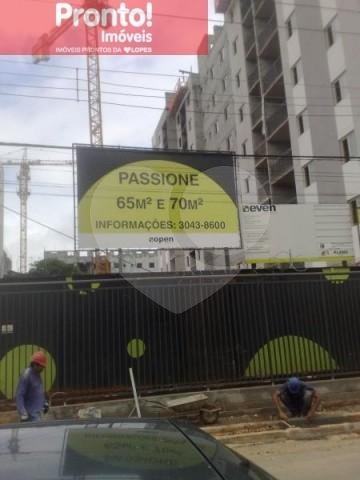 Pronto!
Imóveis
IMÓVEIS PRONTOS DA LOPES
PASSIONE
65M² E 70M²
INFORMAÇÕES: 3043-8600
open
even